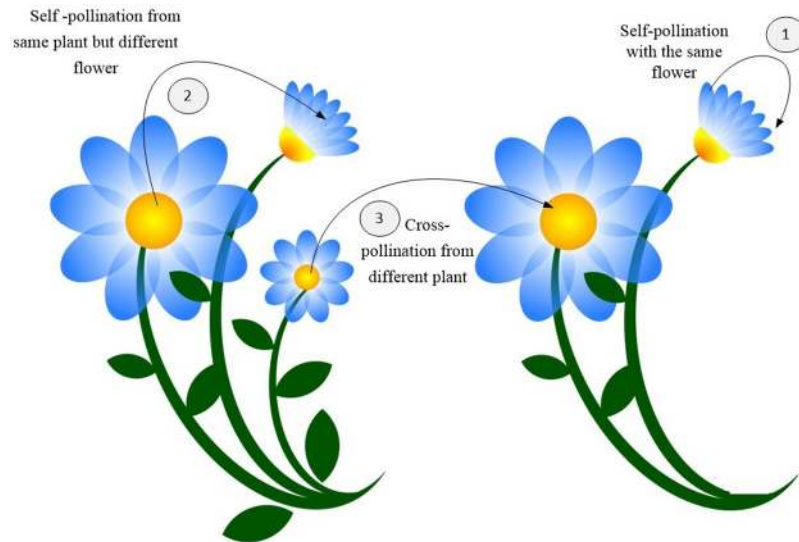 Self -pollination from
same plant but different
flower
2
Self-pollination
with the same
flower
1
3
Cross-
pollination from
different plant